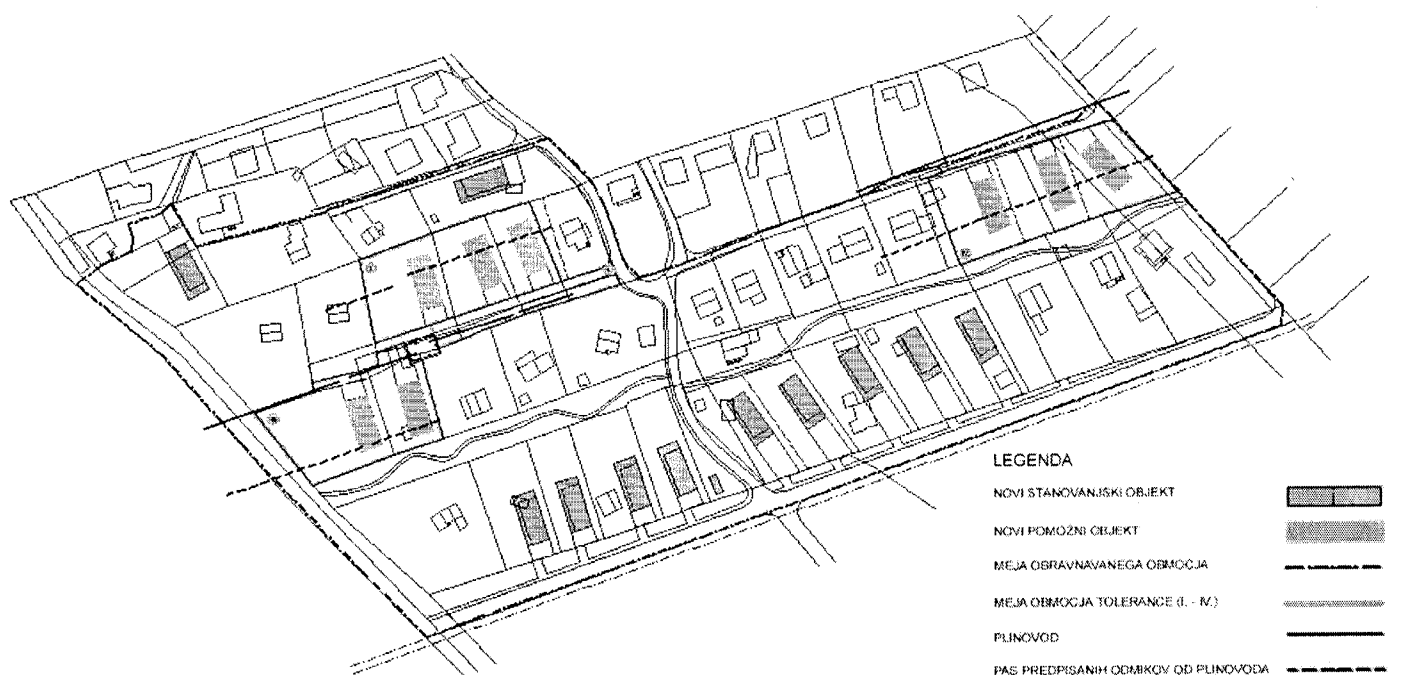 LEGENDA
NOVI STANOVANJSKI OBJEKT
NOVI POMOŽNI OBJEKT
MEJA OBRAVNAVANEGA OBMOČJA
MEJA OBMOČJA TOLERANCE (I. - IV.)
PLINOVOD
PAS PREDPISANIH ODMIKOV OD PLINOVODA